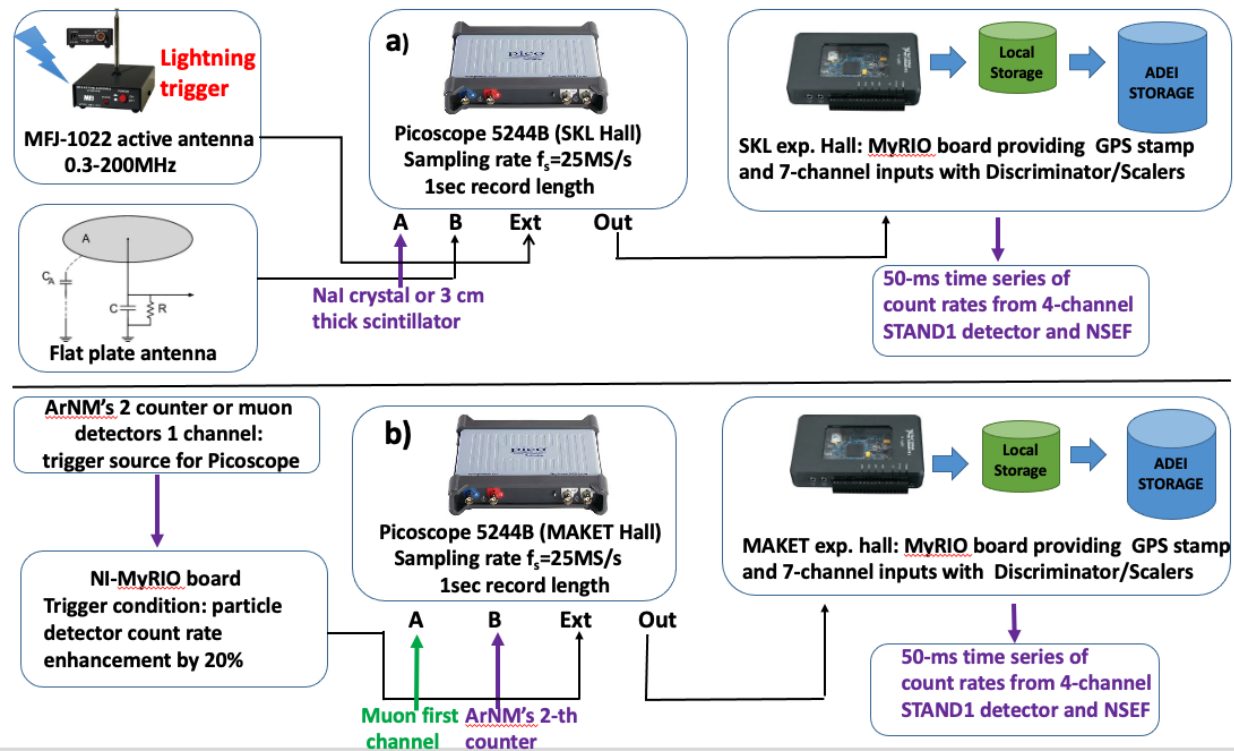 Lightning
trigger
MFJ-1022 active antenna
0.3-200MHz
A
C_A
C
R
Flat plate antenna
a)
pico
Picoscope 5244B (SKL Hall)
Sampling rate fₛ=25MS/s
1sec record length
A B Ext Out
NaI crystal or 3 cm
thick scintillator
Local
Storage
ADEI
STORAGE
SKL exp. Hall: MyRIO board providing GPS stamp
and 7-channel inputs with Discriminator/Scalers
50-ms time series of
count rates from 4-channel
STAND1 detector and NSEF
ArNM's 2 counter or muon
detectors 1 channel:
trigger source for Picoscope
NI-MyRIO board
Trigger condition: particle
detector count rate
enhancement by 20%
b)
pico
Picoscope 5244B (MAKET Hall)
Sampling rate fₛ=25MS/s
1sec record length
A B Ext Out
Muon first
channel
ArNM's 2-th
counter
Local
Storage
ADEI
STORAGE
MAKET exp. hall: MyRIO board providing GPS stamp
and 7-channel inputs with Discriminator/Scalers
50-ms time series of
count rates from 4-channel
STAND1 detector and NSEF